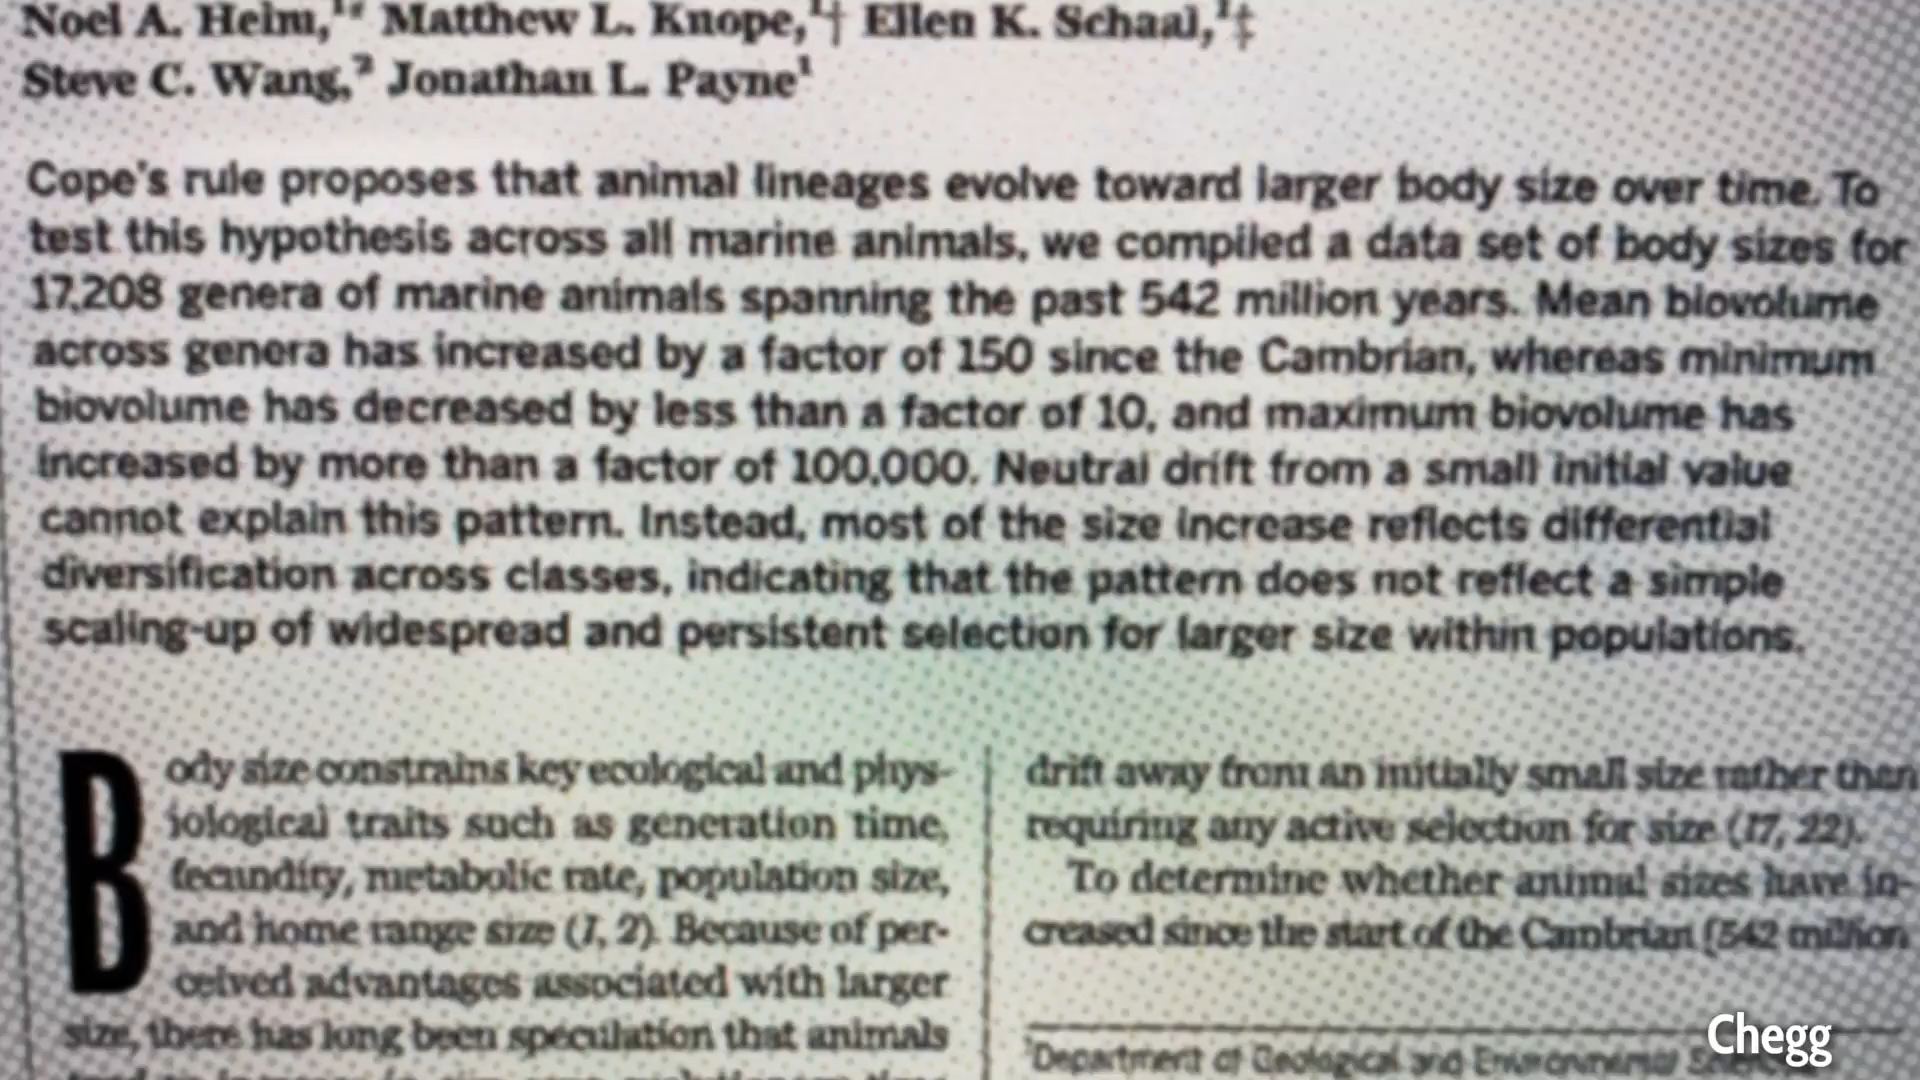 Noel A. Heim,¹* Matthew L. Knope,¹† Ellen K. Schaal,¹‡
Steve C. Wang,² Jonathan L. Payne¹
Cope's rule proposes that animal lineages evolve toward larger body size over time. To
test this hypothesis across all marine animals, we compiled a data set of body sizes for
17,208 genera of marine animals spanning the past 542 million years. Mean biovolume
across genera has increased by a factor of 150 since the Cambrian, whereas minimum
biovolume has decreased by less than a factor of 10, and maximum biovolume has
increased by more than a factor of 100,000. Neutral drift from a small initial value
cannot explain this pattern. Instead, most of the size increase reflects differential
diversification across classes, indicating that the pattern does not reflect a simple
scaling-up of widespread and persistent selection for larger size within populations.
Body size constrains key ecological and phys-
iological traits such as generation time,
fecundity, metabolic rate, population size,
and home range size (1, 2). Because of per-
ceived advantages associated with larger
size, there has long been speculation that animals
drift away from an initially small size rather than
requiring any active selection for size (17, 22).
To determine whether animal sizes have in-
creased since the start of the Cambrian [542 million
¹Department of Geological and Environmental
Chegg